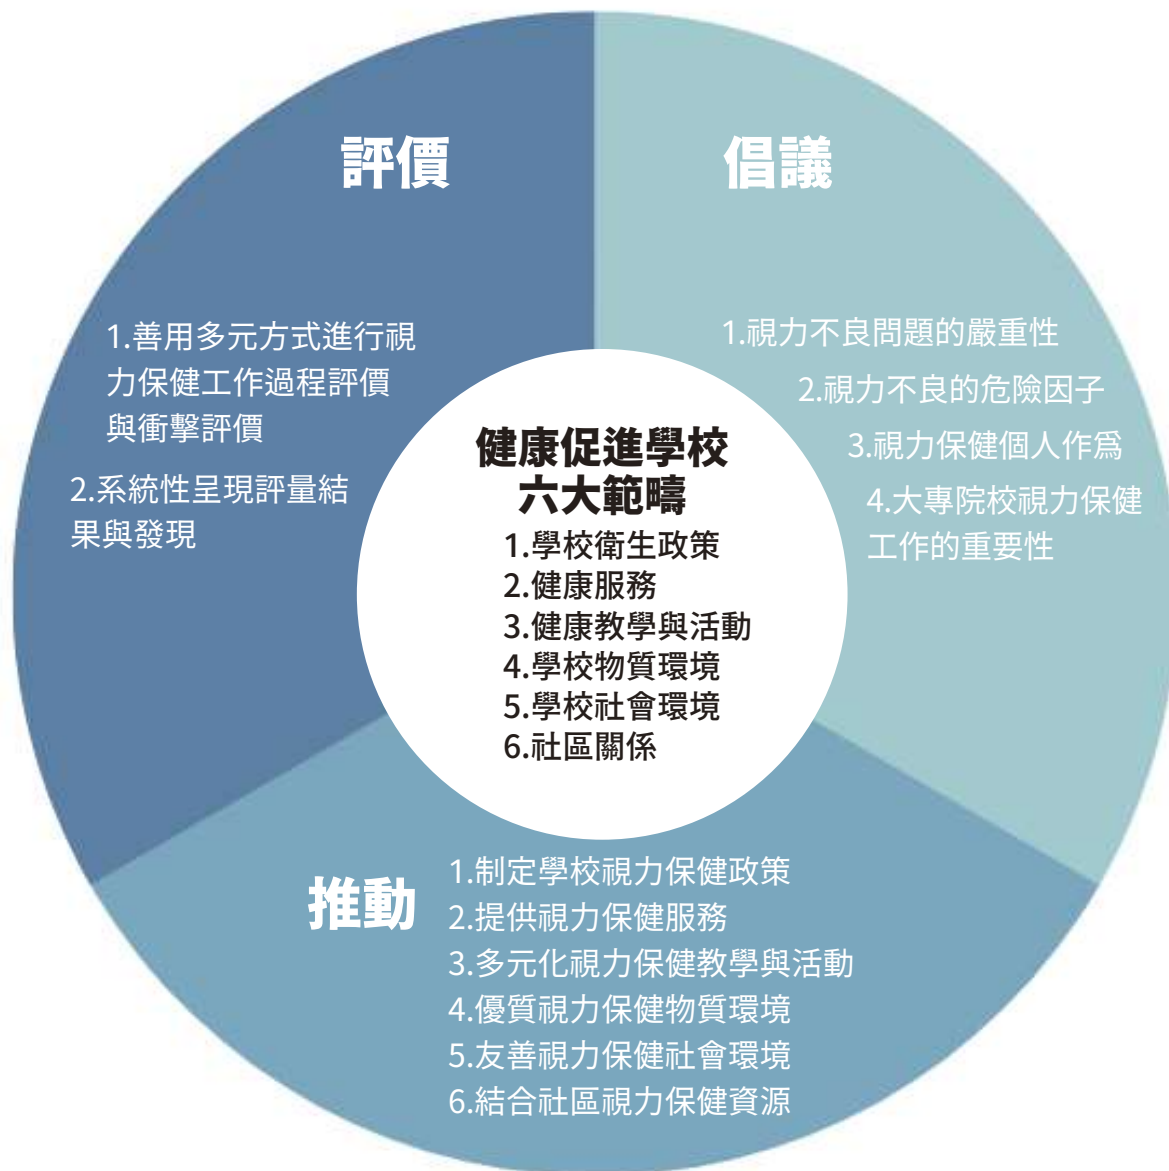 評價
1.善用多元方式進行視
力保健工作過程評價
與衝擊評價
2.系統性呈現評量結
果與發現
倡議
1.視力不良問題的嚴重性
2.視力不良的危險因子
3.視力保健個人作爲
4.大專院校視力保健
工作的重要性
健康促進學校
六大範疇
1.學校衛生政策
2.健康服務
3.健康教學與活動
4.學校物質環境
5.學校社會環境
6.社區關係
推動
1.制定學校視力保健政策
2.提供視力保健服務
3.多元化視力保健教學與活動
4.優質視力保健物質環境
5.友善視力保健社會環境
6.結合社區視力保健資源